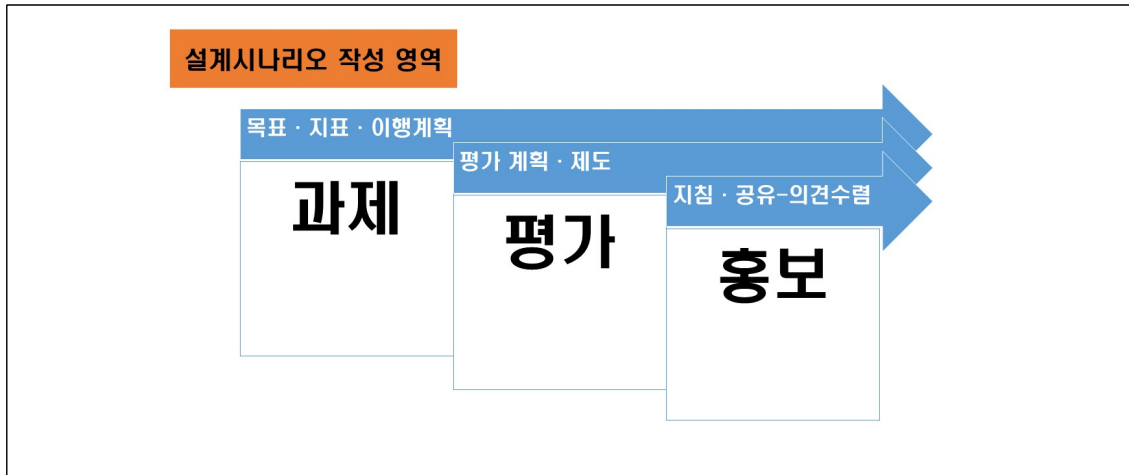 설계시나리오 작성 영역
목표 · 지표 · 이행계획
과제
평가 계획 · 제도
평가
지침 · 공유-의견수렴
홍보